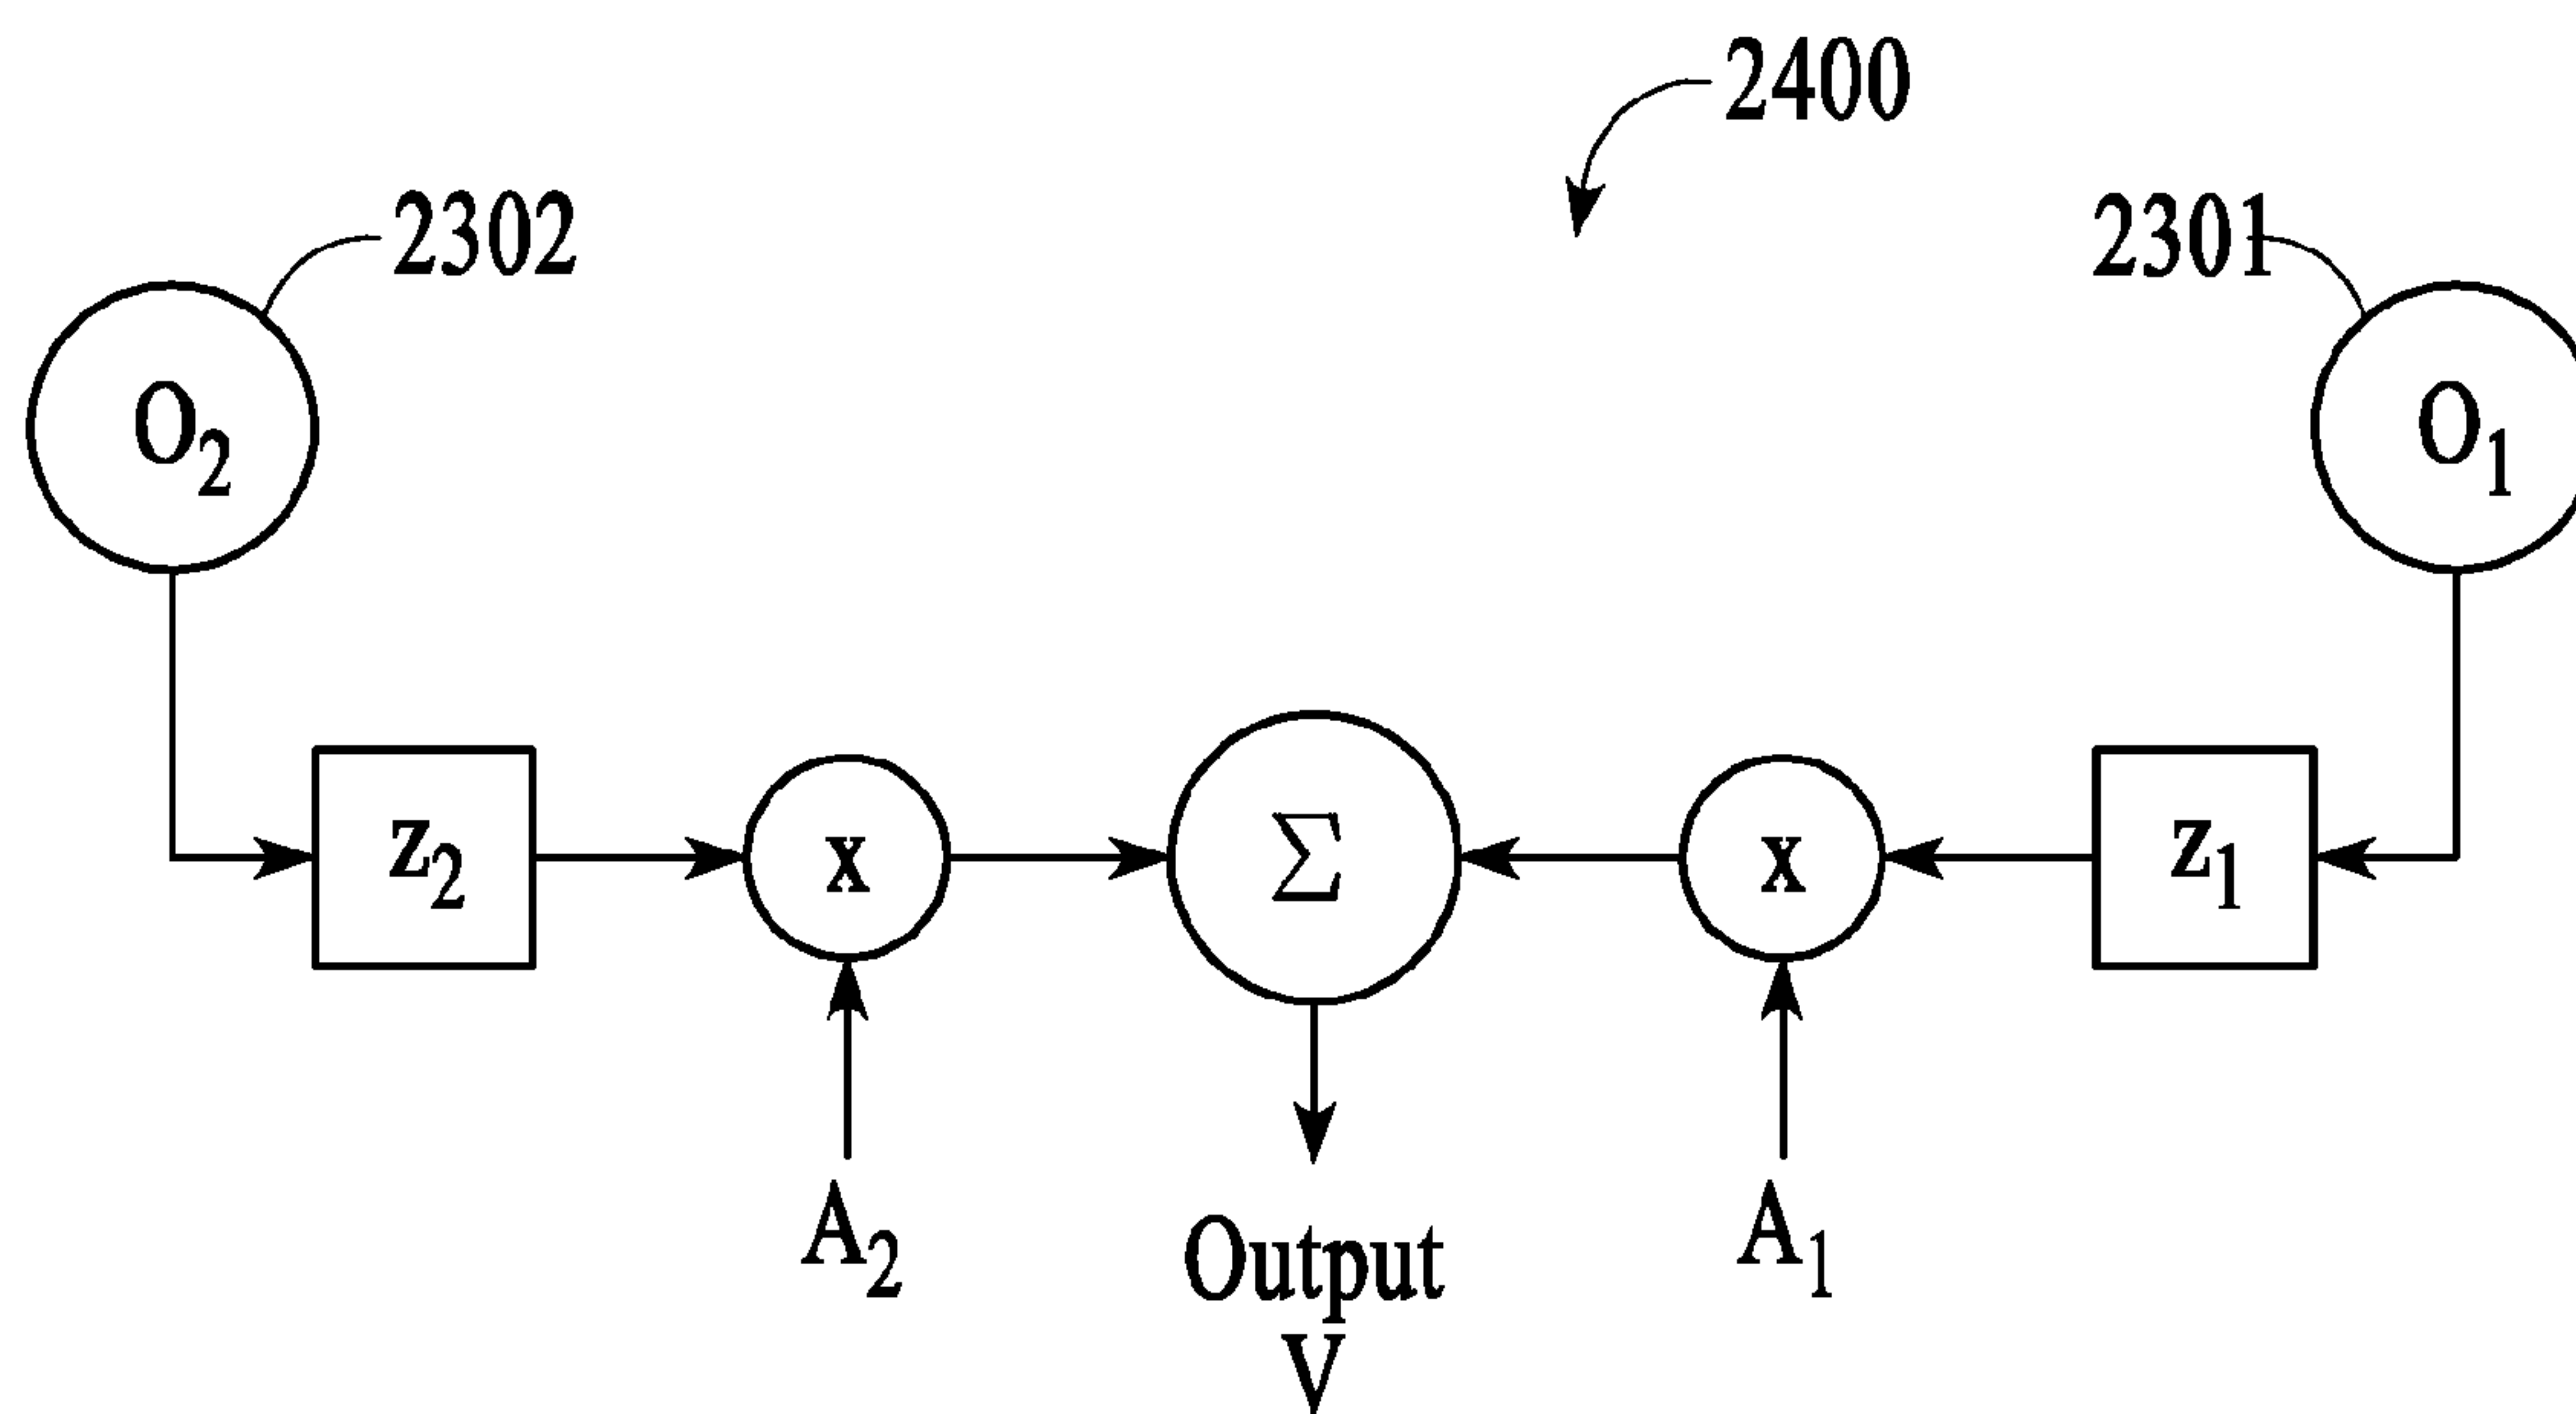 2400
2302
2301
O₂
O₁
z₂
x
Σ
x
z₁
A₂
Output
V
A₁